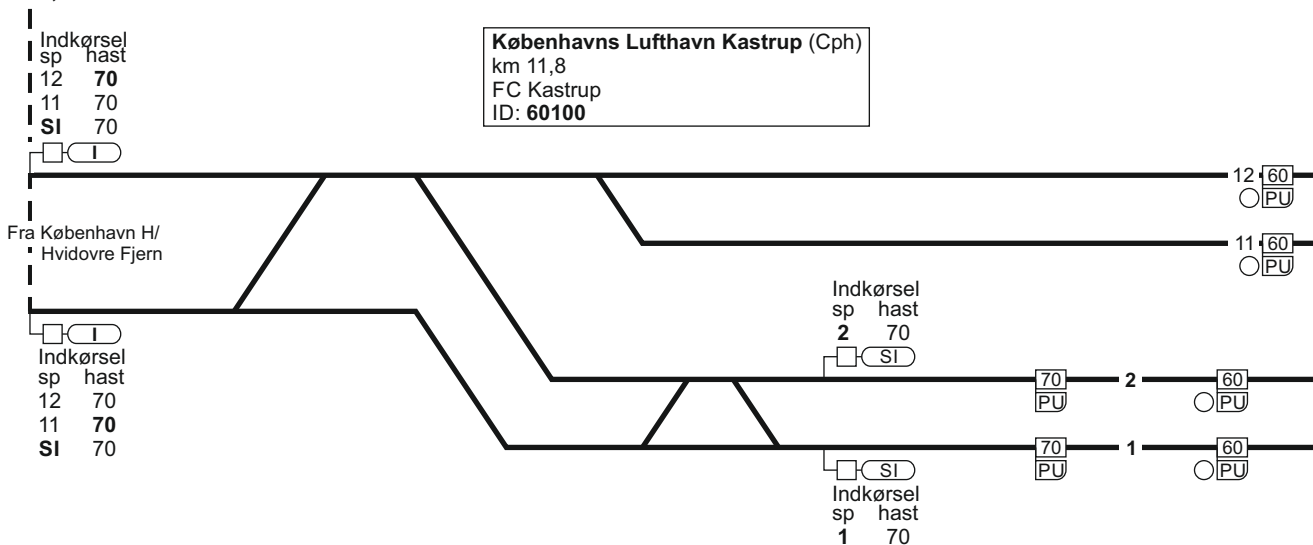 Indkørsel
sp hast
12 70
11 70
SI 70
I
Københavns Lufthavn Kastrup (Cph)
km 11,8
FC Kastrup
ID: 60100
12 60
PU
Fra København H/
Hvidovre Fjern
11 60
PU
I
Indkørsel
sp hast
12 70
11 70
SI 70
Indkørsel
sp hast
2 70
SI
70 2 60
PU PU
70 1 60
PU PU
SI
Indkørsel
sp hast
1 70